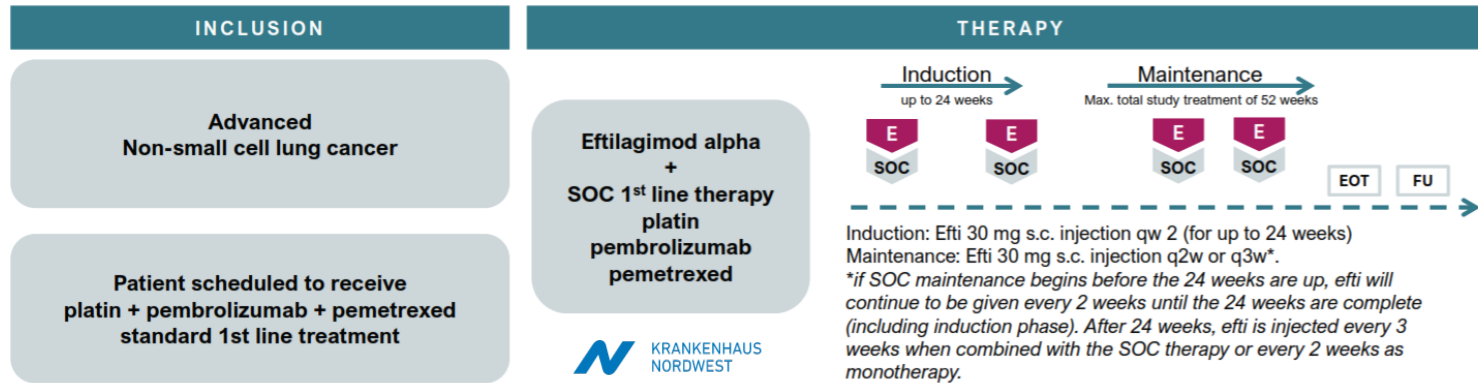 INCLUSION
Advanced
Non-small cell lung cancer
Patient scheduled to receive
platin + pembrolizumab + pemetrexed
standard 1st line treatment
THERAPY
Eftilagimod alpha
+
SOC 1st line therapy
platin
pembrolizumab
pemetrexed
KRANKENHAUS
NORDWEST
Induction
up to 24 weeks
Maintenance
Max. total study treatment of 52 weeks
E
SOC
E
SOC
E
SOC
E
SOC
EOT
FU
Induction: Efti 30 mg s.c. injection qw 2 (for up to 24 weeks)
Maintenance: Efti 30 mg s.c. injection q2w or q3w*.
*if SOC maintenance begins before the 24 weeks are up, efti will
continue to be given every 2 weeks until the 24 weeks are complete
(including induction phase). After 24 weeks, efti is injected every 3
weeks when combined with the SOC therapy or every 2 weeks as
monotherapy.